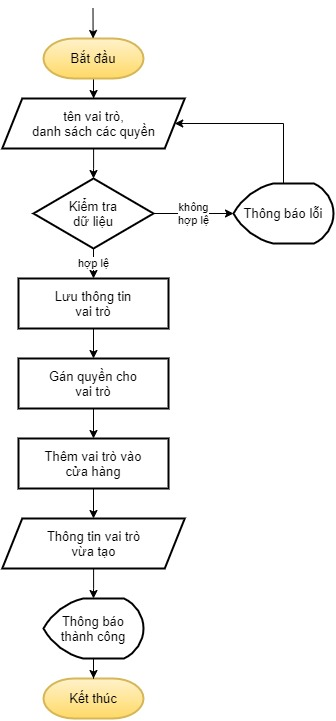 Bắt đầu
tên vai trò,
danh sách các quyền
Kiểm tra
dữ liệu
không
hợp lệ
Thông báo lỗi
hợp lệ
Lưu thông tin
vai trò
Gán quyền cho
vai trò
Thêm vai trò vào
cửa hàng
Thông tin vai trò
vừa tạo
Thông báo
thành công
Kết thúc